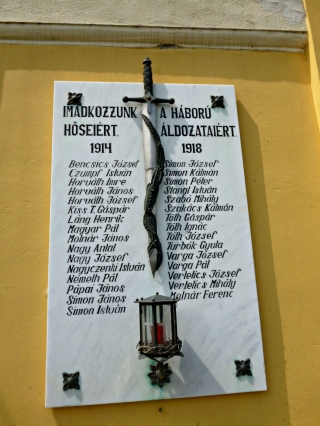 IMÁDKOZZUNK A HÁBORÚ
HŐSEIÉRT. ÁLDOZATAIÉRT.
1914 1918
Bencsics József
Czumpf István
Horváth Imre
Horváth János
Horváth József
Kiss T. Gáspár
Láng Henrik
Magyar Pál
Molnár János
Nagy Antal
Nagy József
Nagyczenki István
Németh Pál
Pápai János
Simon János
Simon István
Simon József
Simon Kálmán
Simon Péter
Stangl István
Szabó Mihály
Szakács Kálmán
Tóth Gáspár
Tóth Ignác
Tóth József
Turbók Gyula
Varga József
Varga Pál
Vertetics József
Vertetics Mihály
Molnár Ferenc